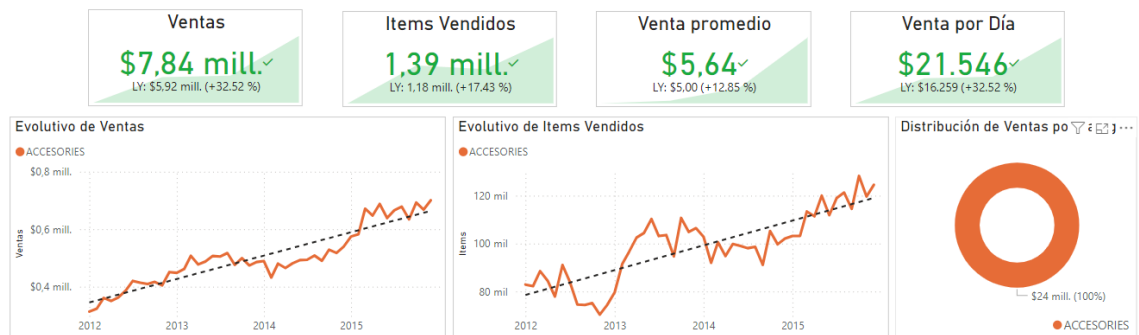 Ventas
$7,84 mill.
LY: $5.92 mill. (+32.52 %)
Items Vendidos
1,39 mill.
LY: 1,18 mill. (+17.43 %)
Venta promedio
$5,64
LY: $5,00 (+12.85 %)
Venta por Día
$21.546
LY: $16.259 (+32.52 %)
Evolutivo de Ventas
ACCESORIES
$0,8 mill.
$0,6 mill.
$0,4 mill.
Ventas
2012 2013 2014 2015
Evolutivo de Items Vendidos
ACCESORIES
120 mil
100 mil
80 mil
Items
2012 2013 2014 2015
Distribución de Ventas
$24 mill. (100%)
ACCESORIES